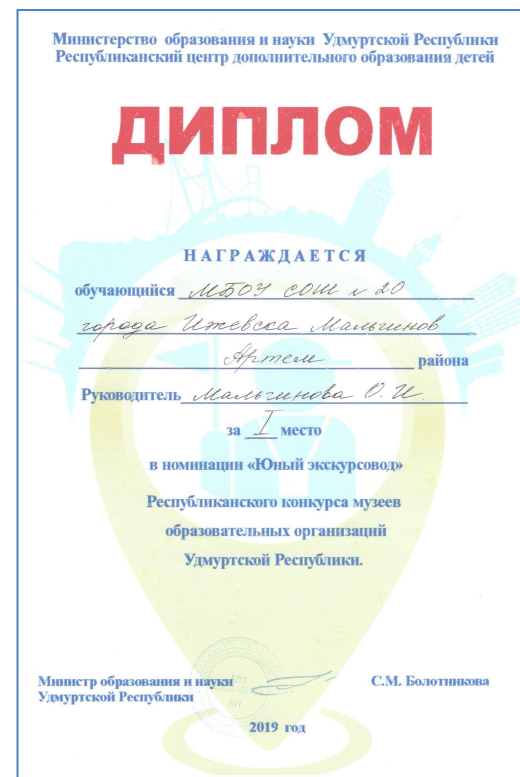 Министерство образования и науки Удмуртской Республики
Республиканский центр дополнительного образования детей
ДИПЛОМ
НАГРАЖДАЕТСЯ
обучающийся МБОУ СОШ № 20
города Ижевска Мальгинов
Артем района
Руководитель Мальгинова О. И.
за I место
в номинации «Юный экскурсовод»
Республиканского конкурса музеев
образовательных организаций
Удмуртской Республики.
Министр образования и науки
Удмуртской Республики
С.М. Болотникова
2019 год